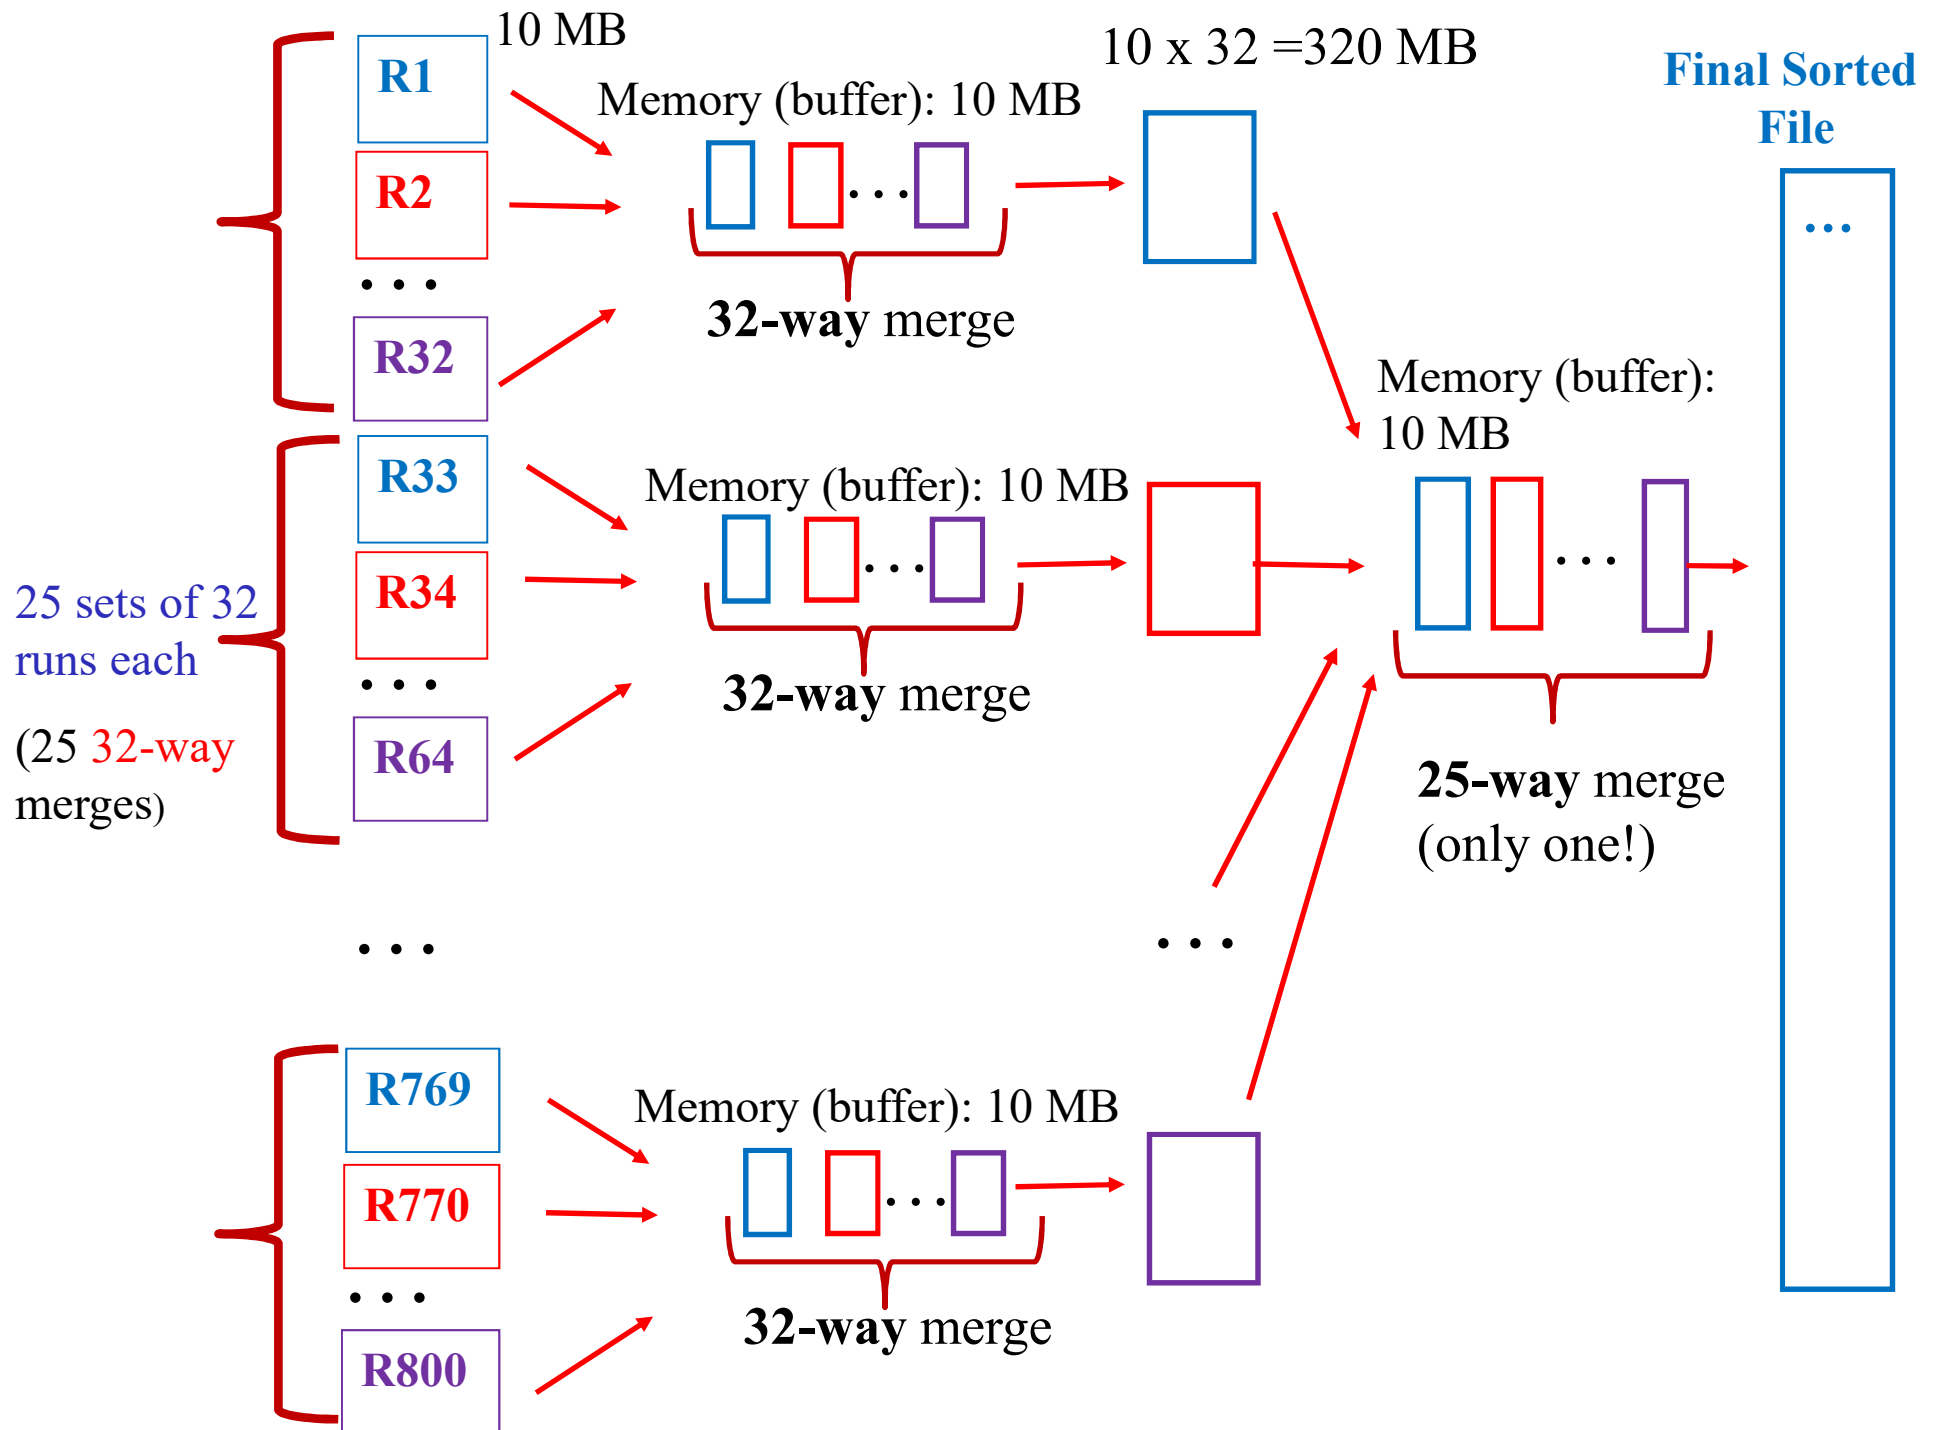 10 MB
R1
R2
. . .
R32
Memory (buffer): 10 MB
. . .
32-way merge
10 x 32 =320 MB
Final Sorted
File
...
25 sets of 32
runs each
(25 32-way
merges)
R33
R34
. . .
R64
Memory (buffer): 10 MB
. . .
32-way merge
Memory (buffer):
10 MB
. . .
25-way merge
(only one!)
. . .
. . .
R769
R770
. . .
R800
Memory (buffer): 10 MB
. . .
32-way merge